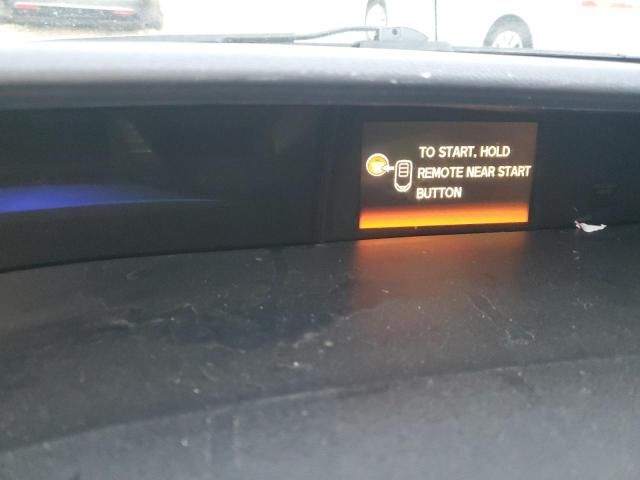 TO START, HOLD
REMOTE NEAR START
BUTTON